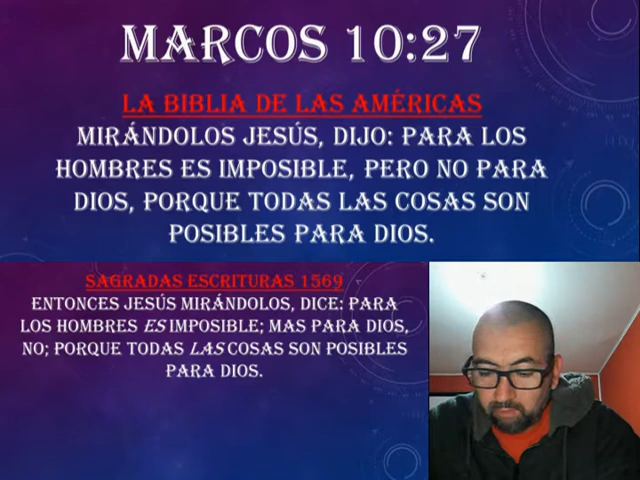 MARCOS 10:27
LA BIBLIA DE LAS AMÉRICAS
MIRÁNDOLOS JESÚS, DIJO: PARA LOS
HOMBRES ES IMPOSIBLE, PERO NO PARA
DIOS, PORQUE TODAS LAS COSAS SON
POSIBLES PARA DIOS.
SAGRADAS ESCRITURAS 1569
ENTONCES JESÚS MIRÁNDOLOS, DICE: PARA
LOS HOMBRES ES IMPOSIBLE; MAS PARA DIOS,
NO; PORQUE TODAS LAS COSAS SON POSIBLES
PARA DIOS.